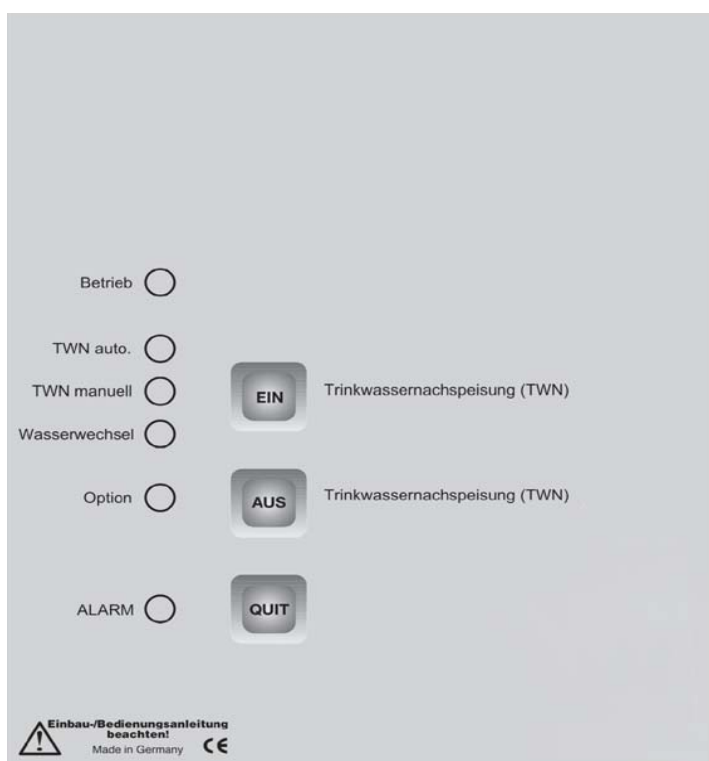 Betrieb
TWN auto.
TWN manuell
EIN
Trinkwassernachspeisung (TWN)
Wasserwechsel
Option
AUS
Trinkwassernachspeisung (TWN)
ALARM
QUIT
Einbau-/Bedienungsanleitung
beachten!
Made in Germany CE